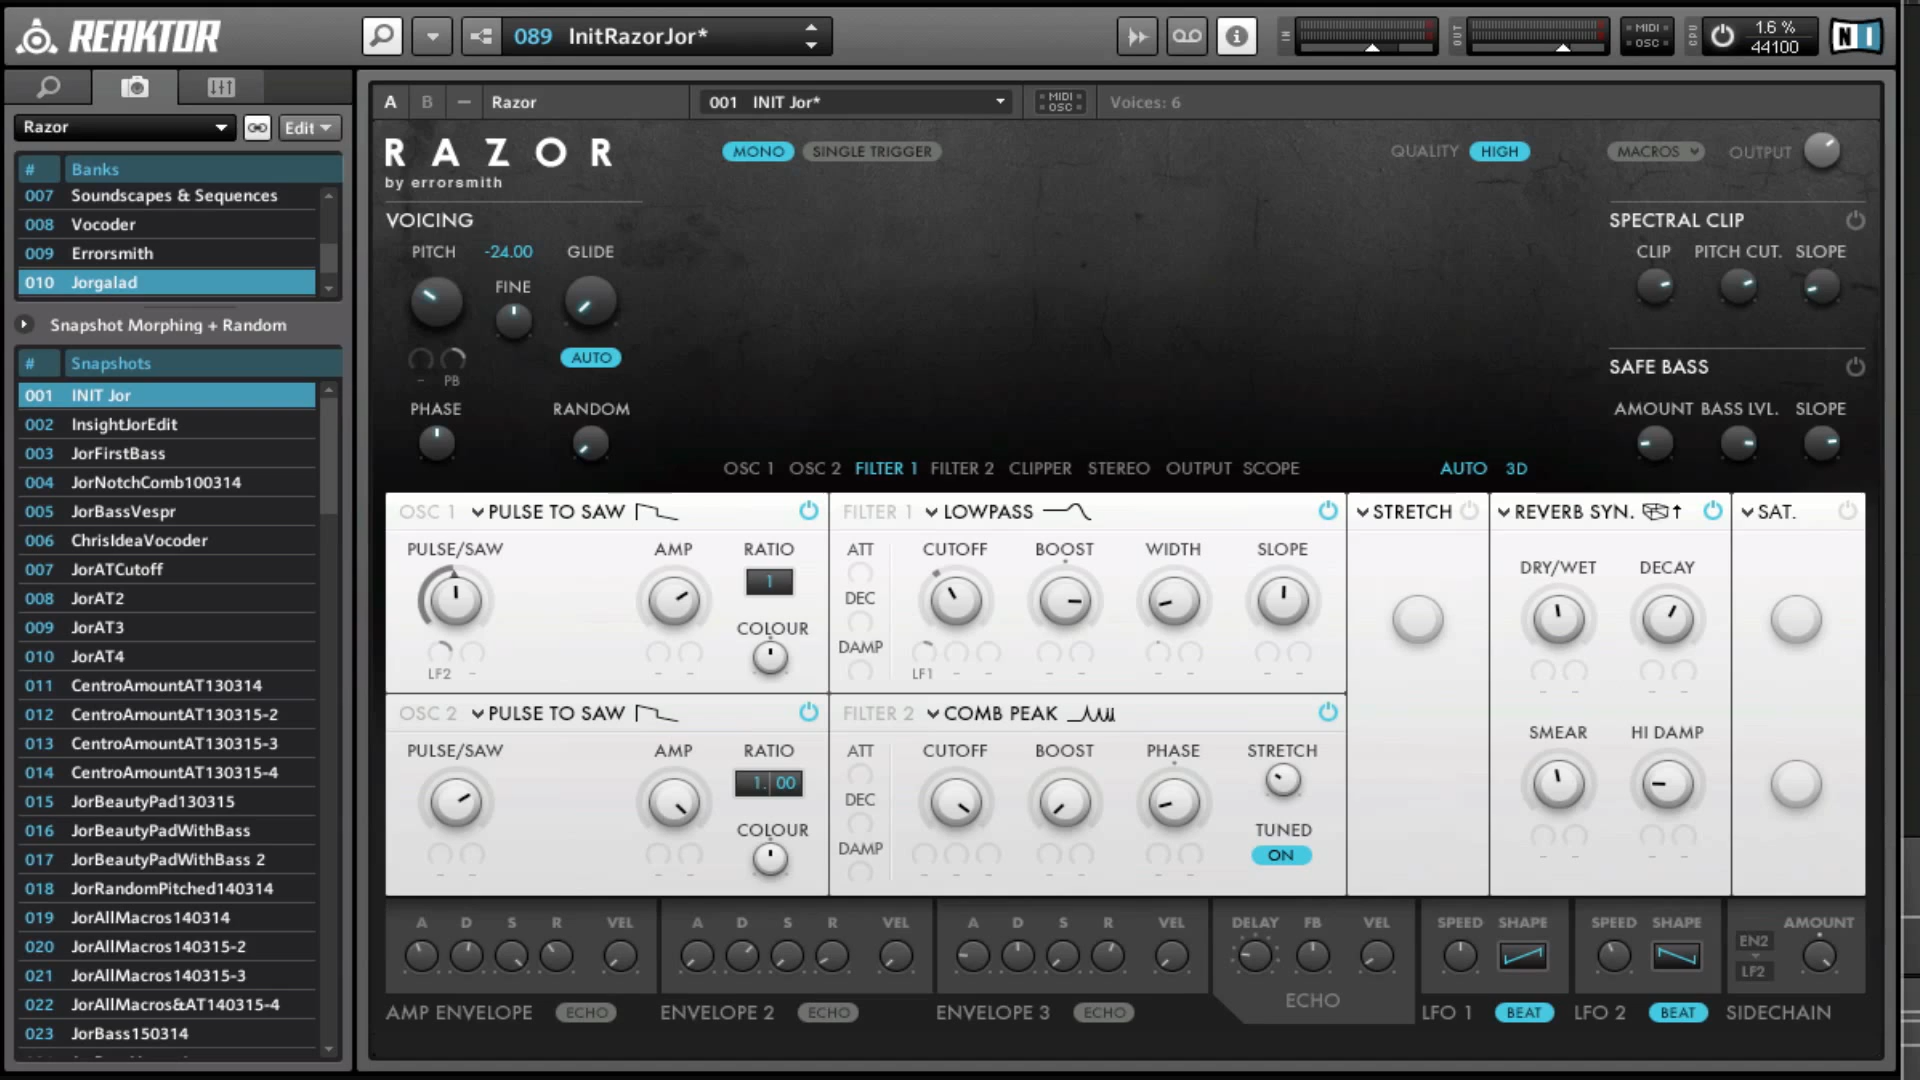 REAKTOR
089 InitRazorJor*
IN
OUT
MIDI
OSC
CPU
1.6 %
44100
NI
Razor
Edit
# Banks
007 Soundscapes & Sequences
008 Vocoder
009 Errorsmith
010 Jorgalad
Snapshot Morphing + Random
# Snapshots
001 INIT Jor
002 InsightJorEdit
003 JorFirstBass
004 JorNotchComb100314
005 JorBassVespr
006 ChrisIdeaVocoder
007 JorATCutoff
008 JorAT2
009 JorAT3
010 JorAT4
011 CentroAmountAT130314
012 CentroAmountAT130315-2
013 CentroAmountAT130315-3
014 CentroAmountAT130315-4
015 JorBeautyPad130315
016 JorBeautyPadWithBass
017 JorBeautyPadWithBass 2
018 JorRandomPitched140314
019 JorAllMacros140314
020 JorAllMacros140315-2
021 JorAllMacros140315-3
022 JorAllMacros&AT140315-4
023 JorBass150314
A B Razor 001 INIT Jor* MIDI OSC Voices: 6
RAZOR
by errorsmith
MONO SINGLE TRIGGER QUALITY HIGH MACROS OUTPUT
VOICING
PITCH -24.00 GLIDE
FINE
AUTO
- PB
PHASE RANDOM
SPECTRAL CLIP
CLIP PITCH CUT. SLOPE
SAFE BASS
AMOUNT BASS LVL. SLOPE
OSC 1 OSC 2 FILTER 1 FILTER 2 CLIPPER STEREO OUTPUT SCOPE AUTO 3D
OSC 1 PULSE TO SAW
PULSE/SAW AMP RATIO
1
COLOUR
LF2 - - -
FILTER 1 LOWPASS
ATT CUTOFF BOOST WIDTH SLOPE
DEC
DAMP
LF1 - - - - - - - -
STRETCH
REVERB SYN.
DRY/WET DECAY
- - - -
SMEAR HI DAMP
- - - -
SAT.
OSC 2 PULSE TO SAW
PULSE/SAW AMP RATIO
1. 00
COLOUR
- - - -
FILTER 2 COMB PEAK
ATT CUTOFF BOOST PHASE STRETCH
DEC
DAMP
TUNED
ON
- - - - - - -
A D S R VEL
AMP ENVELOPE ECHO
A D S R VEL
ENVELOPE 2 ECHO
A D S R VEL
ENVELOPE 3 ECHO
DELAY FB VEL
ECHO
SPEED SHAPE
LFO 1 BEAT
SPEED SHAPE
LFO 2 BEAT
AMOUNT
EN2
LF2
SIDECHAIN